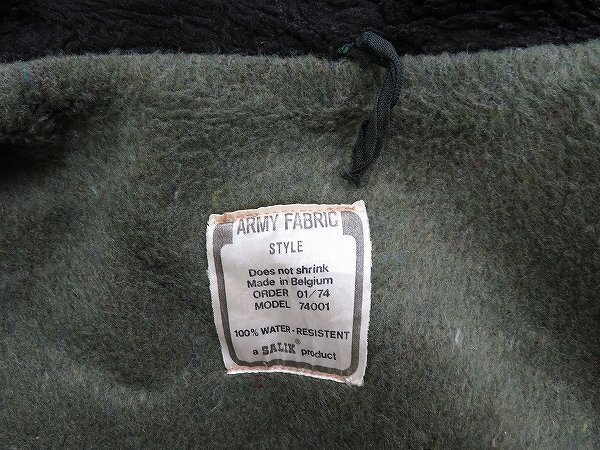 ARMY FABRIC
STYLE
Does not shrink
Made in Belgium
ORDER 01/74
MODEL 74001
100% WATER-RESISTENT
a SALIK® product